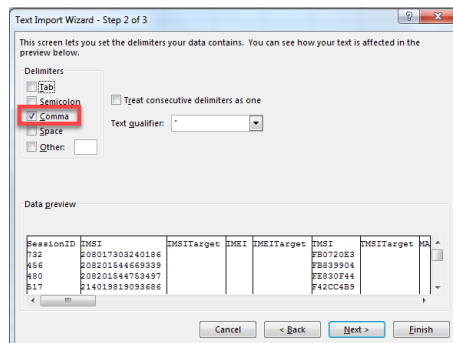 Text Import Wizard - Step 2 of 3
This screen lets you set the delimiters your data contains. You can see how your text is affected in the
preview below.
Delimiters
Tab
Semicolon
Comma
Space
Other:
Treat consecutive delimiters as one
Text qualifier: "
Data preview
SessionID IMSI IMSITarget IMEI IMEITarget TMSI TMSITarget MA
732 208017303240186 FB0720E3
456 208201544669339 FB839904
480 208201544753497 FE830F44
517 214019819093686 F42CC4B9
Cancel < Back Next > Finish